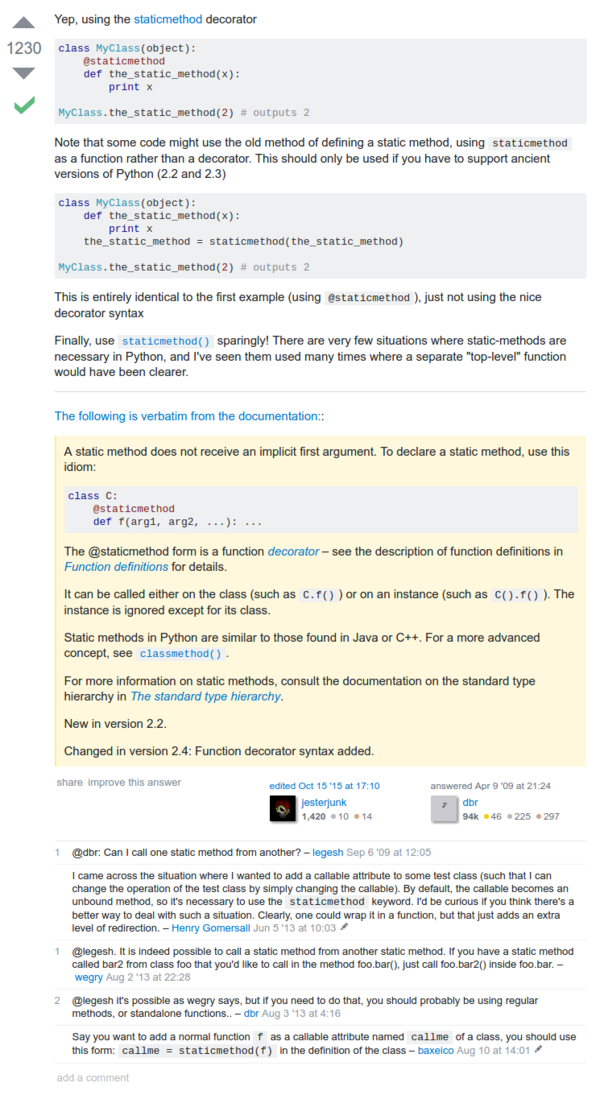 Yep, using the staticmethod decorator
1230
class MyClass(object):
    @staticmethod
    def the_static_method(x):
        print x
MyClass.the_static_method(2) # outputs 2
Note that some code might use the old method of defining a static method, using staticmethod
as a function rather than a decorator. This should only be used if you have to support ancient
versions of Python (2.2 and 2.3)
class MyClass(object):
    def the_static_method(x):
        print x
    the_static_method = staticmethod(the_static_method)
MyClass.the_static_method(2) # outputs 2
This is entirely identical to the first example (using @staticmethod ), just not using the nice
decorator syntax
Finally, use staticmethod() sparingly! There are very few situations where static-methods are
necessary in Python, and I've seen them used many times where a separate "top-level" function
would have been clearer.
The following is verbatim from the documentation::
A static method does not receive an implicit first argument. To declare a static method, use this
idiom:
class C:
    @staticmethod
    def f(arg1, arg2, ...): ...
The @staticmethod form is a function decorator – see the description of function definitions in
Function definitions for details.
It can be called either on the class (such as C.f() ) or on an instance (such as C().f() ). The
instance is ignored except for its class.
Static methods in Python are similar to those found in Java or C++. For a more advanced
concept, see classmethod() .
For more information on static methods, consult the documentation on the standard type
hierarchy in The standard type hierarchy.
New in version 2.2.
Changed in version 2.4: Function decorator syntax added.
share improve this answer
edited Oct 15 '15 at 17:10
jesterjunk
1,420 ●10 ●14
answered Apr 9 '09 at 21:24
dbr
94k ●46 ●225 ●297
1 @dbr: Can I call one static method from another? – legesh Sep 6 '09 at 12:05
I came across the situation where I wanted to add a callable attribute to some test class (such that I can
change the operation of the test class by simply changing the callable). By default, the callable becomes an
unbound method, so it's necessary to use the staticmethod keyword. I'd be curious if you think there's a
better way to deal with such a situation. Clearly, one could wrap it in a function, but that just adds an extra
level of redirection. – Henry Gomersall Jun 5 '13 at 10:03
1 @legesh. It is indeed possible to call a static method from another static method. If you have a static method
called bar2 from class foo that you'd like to call in the method foo.bar(), just call foo.bar2() inside foo.bar. –
wegry Aug 2 '13 at 22:28
2 @legesh it's possible as wegry says, but if you need to do that, you should probably be using regular
methods, or standalone functions.. – dbr Aug 3 '13 at 4:16
Say you want to add a normal function f as a callable attribute named callme of a class, you should use
this form: callme = staticmethod(f) in the definition of the class – baxeico Aug 10 at 14:01
add a comment